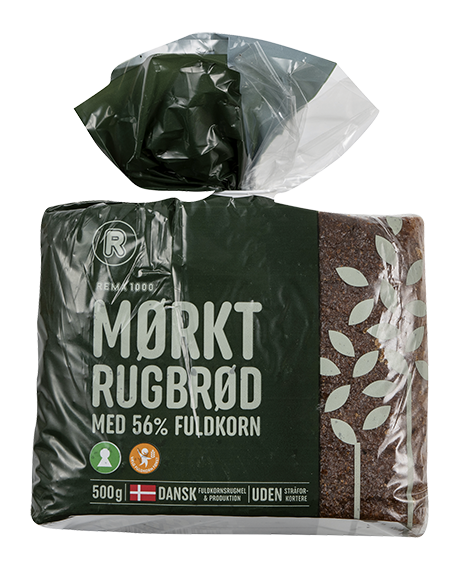 R
REMA 1000
MØRKT
RUGBRØD
MED 56% FULDKORN
500g DANSK FULDKORNSRUGMEL & PRODUKTION UDEN STRÅFOR-KORTERE